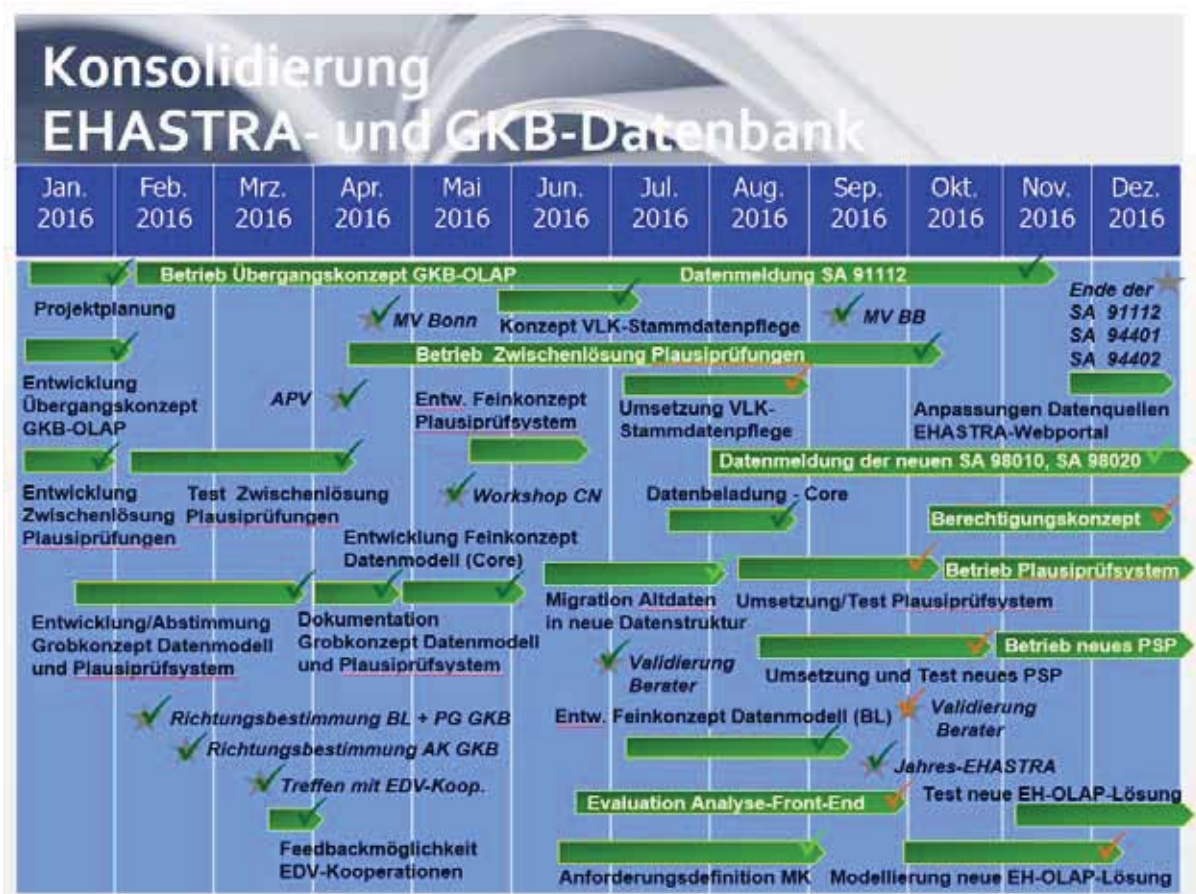 Konsolidierung
EHASTRA- und GKB-Datenbank
Jan. Feb. Mrz. Apr. Mai Jun. Jul. Aug. Sep. Okt. Nov. Dez.
2016 2016 2016 2016 2016 2016 2016 2016 2016 2016 2016 2016
Betrieb Übergangskonzept GKB-OLAP Datenmeldung SA 91112
Projektplanung
MV Bonn
Konzept VLK-Stammdatenpflege
MV BB
Ende der
SA 91112
SA 94401
SA 94402
Betrieb Zwischenlösung Plausiprüfungen
Entwicklung
Übergangskonzept
GKB-OLAP
APV
Entw. Feinkonzept
Plausiprüfsystem
Umsetzung VLK-
Stammdatenpflege
Anpassungen Datenquellen
EHASTRA-Webportal
Datenmeldung der neuen SA 98010, SA 98020
Entwicklung
Zwischenlösung
Plausiprüfungen
Test Zwischenlösung
Plausiprüfungen
Workshop CN
Datenbeladung - Core
Berechtigungskonzept
Entwicklung Feinkonzept
Datenmodell (Core)
Betrieb Plausiprüfsystem
Entwicklung/Abstimmung
Grobkonzept Datenmodell
und Plausiprüfsystem
Dokumentation
Grobkonzept Datenmodell
und Plausiprüfsystem
Migration Altdaten
in neue Datenstruktur
Umsetzung/Test Plausiprüfsystem
Betrieb neues PSP
Validierung
Berater
Umsetzung und Test neues PSP
Richtungsbestimmung BL + PG GKB
Entw. Feinkonzept Datenmodell (BL)
Validierung
Berater
Richtungsbestimmung AK GKB
Jahres-EHASTRA
Treffen mit EDV-Koop.
Evaluation Analyse-Front-End
Test neue EH-OLAP-Lösung
Feedbackmöglichkeit
EDV-Kooperationen
Anforderungsdefinition MK
Modellierung neue EH-OLAP-Lösung